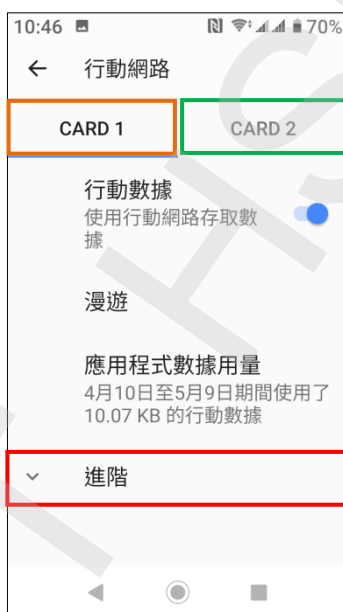 10:46 70%
行動網路
CARD 1 CARD 2
行動數據
使用行動網路存取數
據
漫遊
應用程式數據用量
4月10日至5月9日期間使用了
10.07 KB 的行動數據
進階